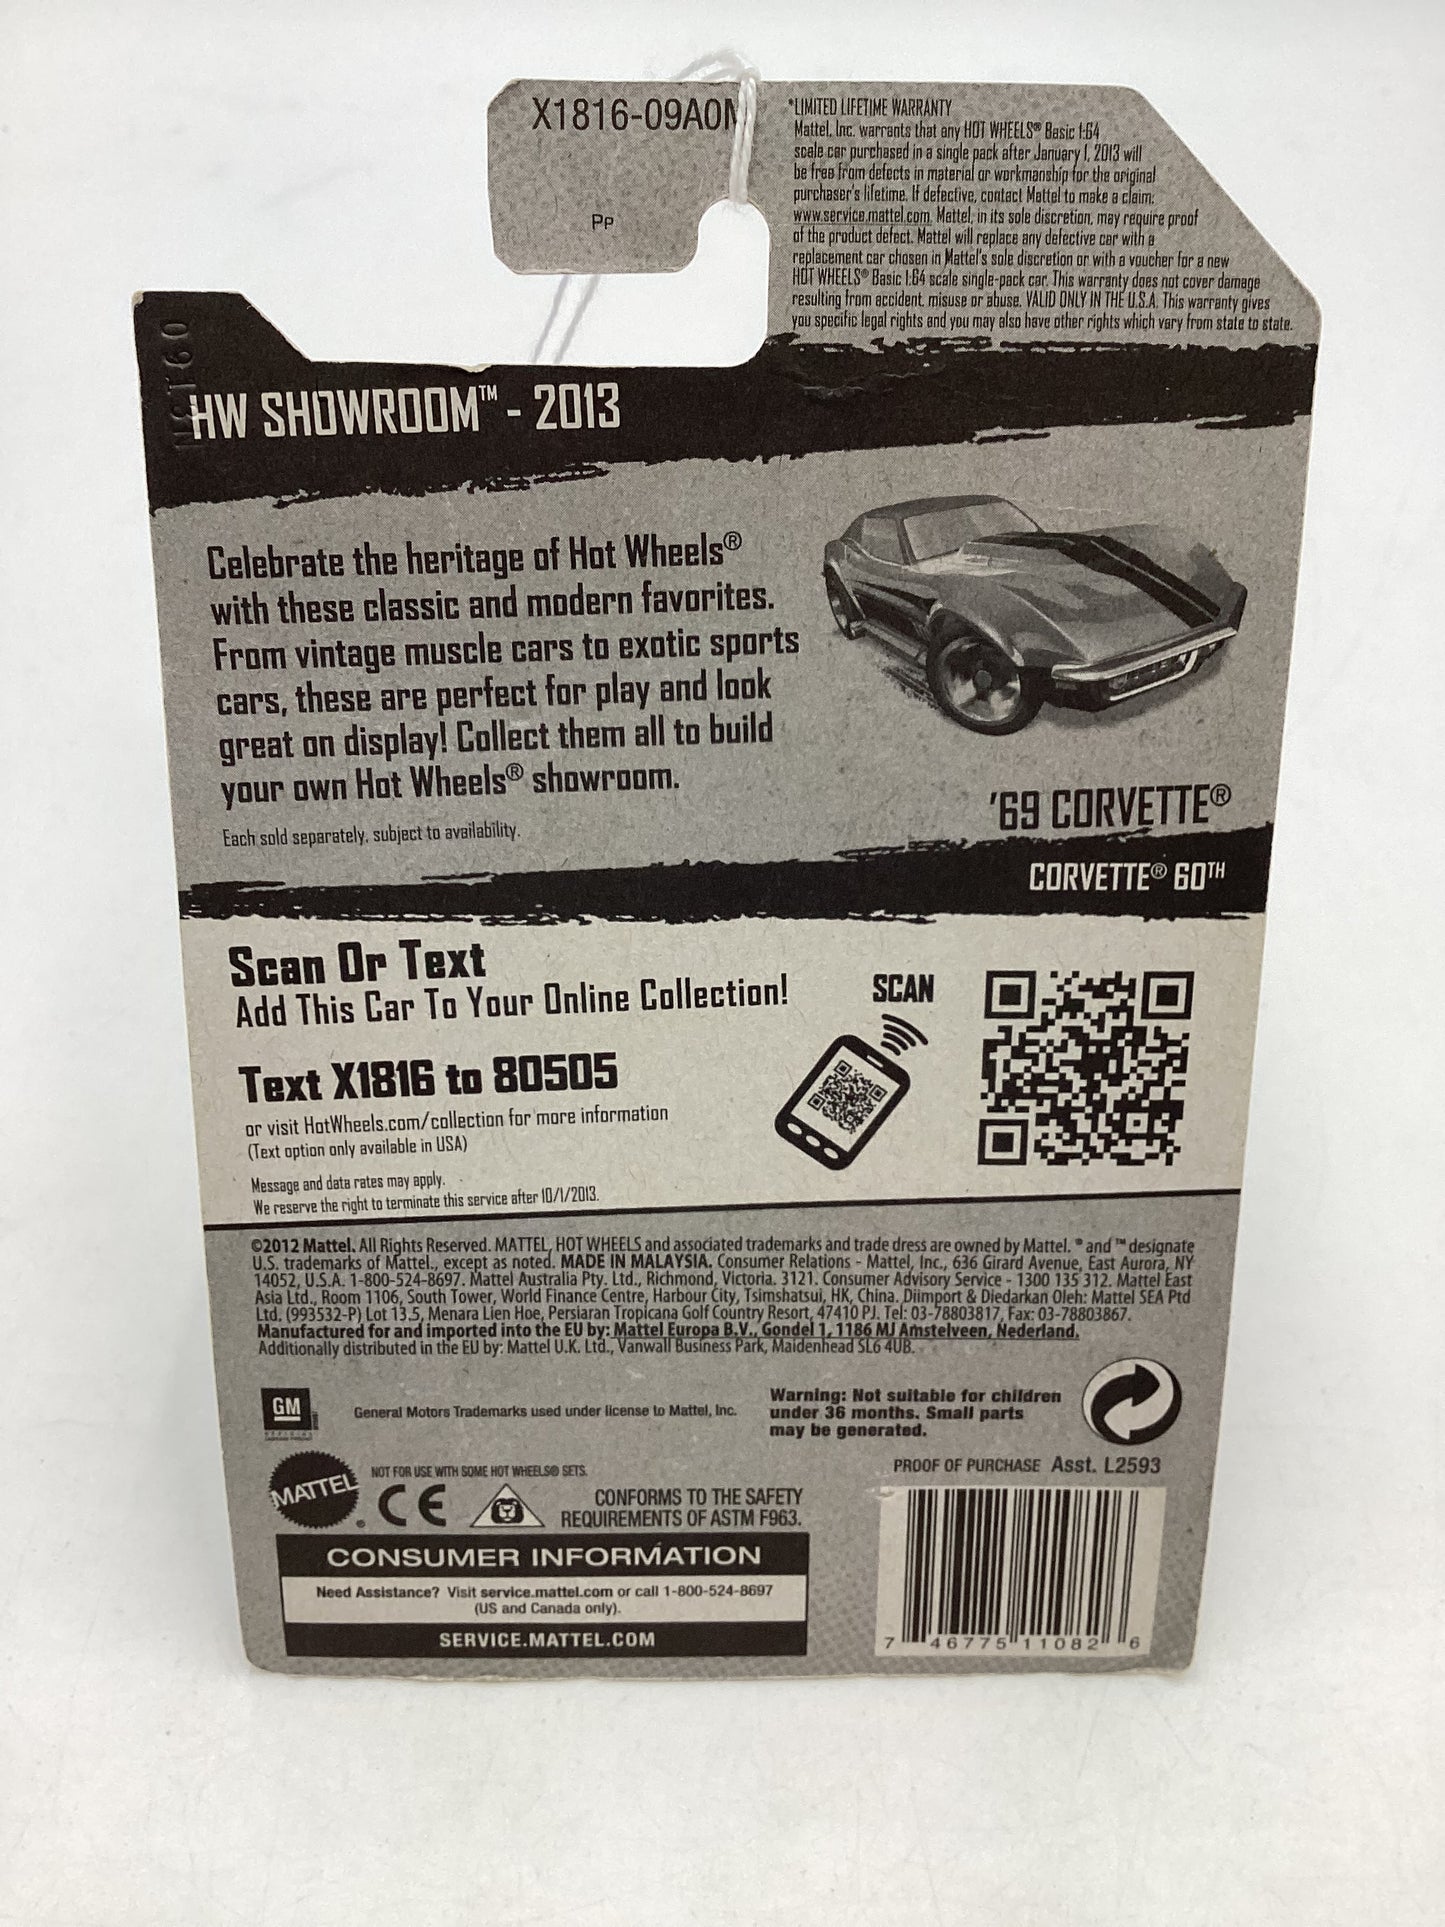 X1816-09A0
Pp
*LIMITED LIFETIME WARRANTY
Mattel, Inc. warrants that any HOT WHEELS® Basic 1:64
scale car purchased in a single pack after January 1, 2013 will
be free from defects in material or workmanship for the original
purchaser's lifetime. If defective, contact Mattel to make a claim:
www.service.mattel.com. Mattel, in its sole discretion, may require proof
of the product defect. Mattel will replace any defective car with a
replacement car chosen in Mattel's sole discretion or with a voucher for a new
HOT WHEELS® Basic 1:64 scale single-pack car. This warranty does not cover damage
resulting from accident, misuse or abuse. VALID ONLY IN THE U.S.A. This warranty gives
you specific legal rights and you may also have other rights which vary from state to state.
HW SHOWROOM™ - 2013
Celebrate the heritage of Hot Wheels®
with these classic and modern favorites.
From vintage muscle cars to exotic sports
cars, these are perfect for play and look
great on display! Collect them all to build
your own Hot Wheels® showroom.
Each sold separately, subject to availability.
'69 CORVETTE®
CORVETTE® 60TH
Scan Or Text
Add This Car To Your Online Collection!
Text X1816 to 80505
or visit HotWheels.com/collection for more information
(Text option only available in USA)
Message and data rates may apply.
We reserve the right to terminate this service after 10/1/2013.
SCAN
©2012 Mattel. All Rights Reserved. MATTEL, HOT WHEELS and associated trademarks and trade dress are owned by Mattel. ® and ™ designate
U.S. trademarks of Mattel., except as noted. MADE IN MALAYSIA. Consumer Relations - Mattel, Inc., 636 Girard Avenue, East Aurora, NY
14052, U.S.A. 1-800-524-8697. Mattel Australia Pty. Ltd., Richmond, Victoria. 3121. Consumer Advisory Service - 1300 135 312. Mattel East
Asia Ltd., Room 1106, South Tower, World Finance Centre, Harbour City, Tsimshatsui, HK, China. Diimport & Diedarkan Oleh: Mattel SEA Ptd
Ltd. (993532-P) Lot 13.5, Menara Lien Hoe, Persiaran Tropicana Golf Country Resort, 47410 PJ. Tel: 03-78803817, Fax: 03-78803867.
Manufactured for and imported into the EU by: Mattel Europa B.V., Gondel 1, 1186 MJ Amstelveen, Nederland.
Additionally distributed in the EU by: Mattel U.K. Ltd., Vanwall Business Park, Maidenhead SL6 4UB.
GM
General Motors Trademarks used under license to Mattel, Inc.
Warning: Not suitable for children
under 36 months. Small parts
may be generated.
PROOF OF PURCHASE Asst. L2593
MATTEL®
NOT FOR USE WITH SOME HOT WHEELS® SETS.
CE
CONFORMS TO THE SAFETY
REQUIREMENTS OF ASTM F963.
CONSUMER INFORMATION
Need Assistance? Visit service.mattel.com or call 1-800-524-8697
(US and Canada only).
SERVICE.MATTEL.COM
7 46775 11082 6